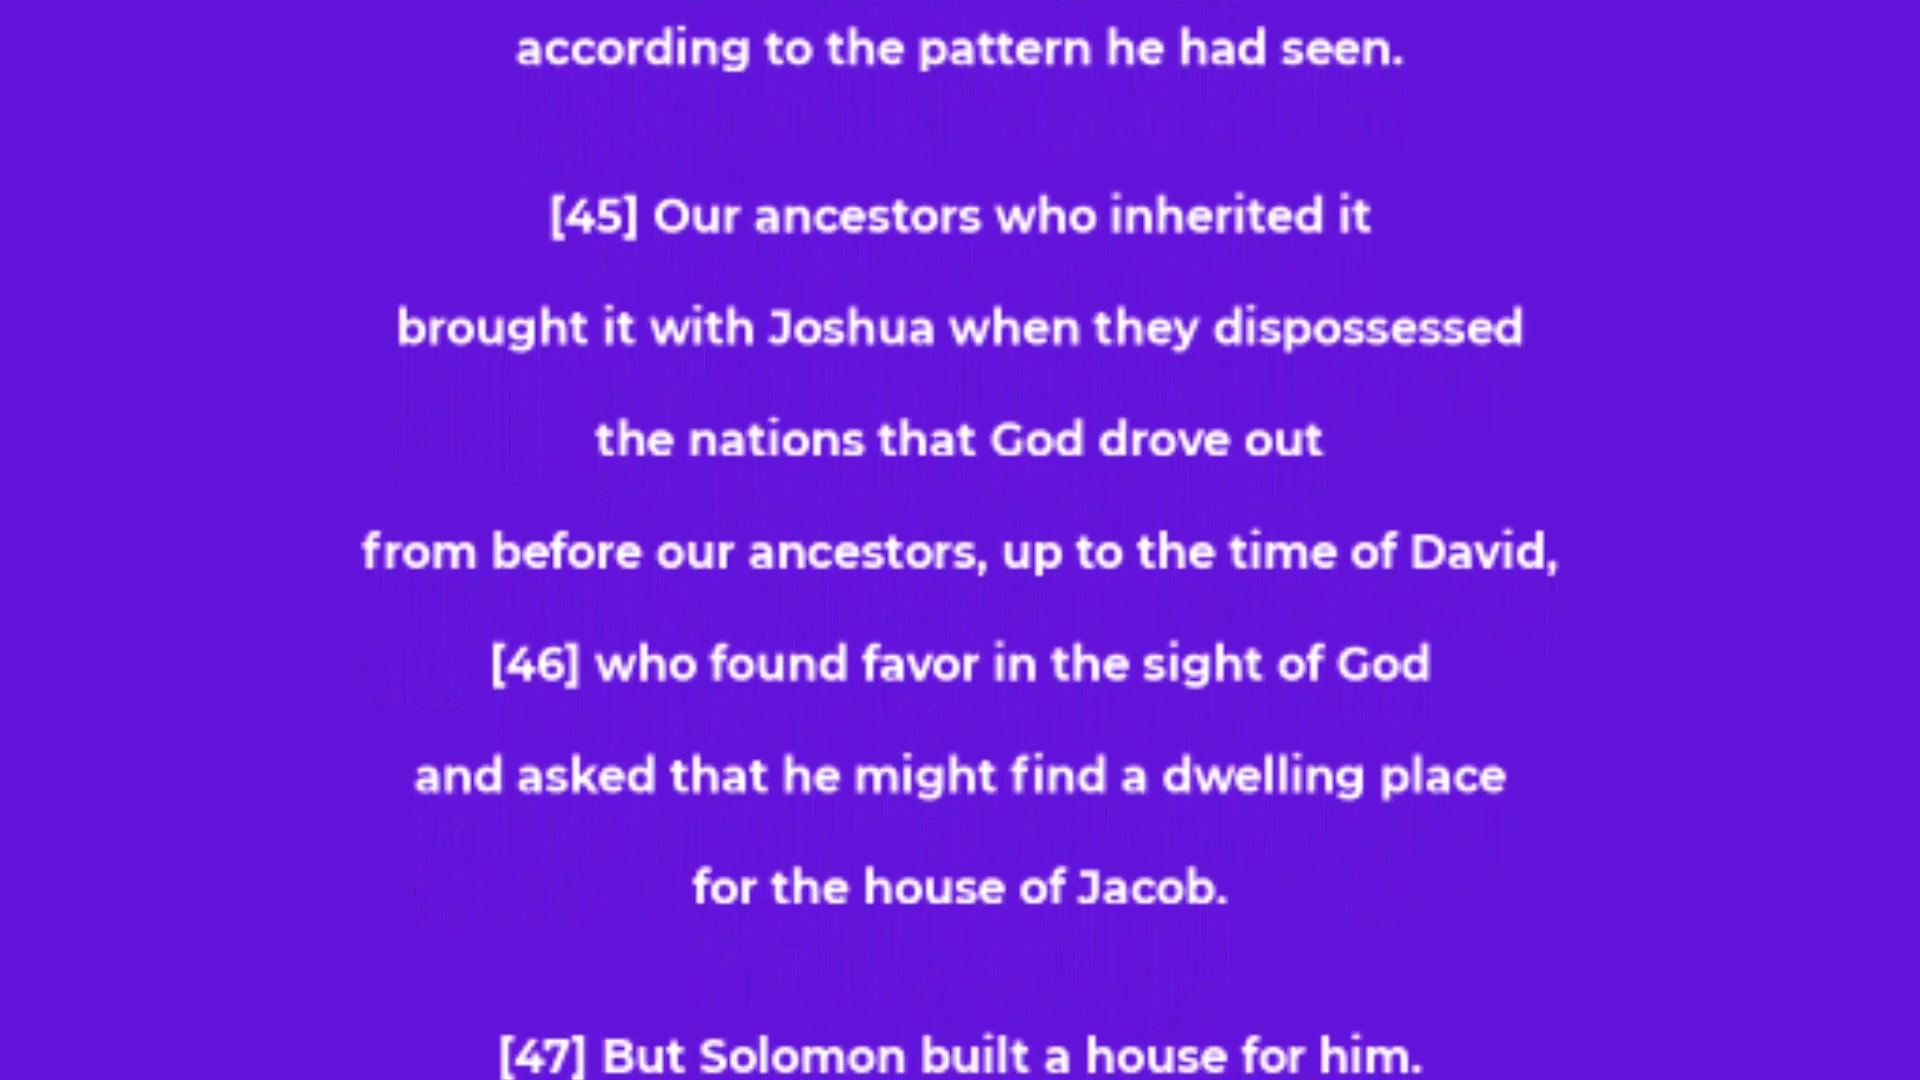 according to the pattern he had seen.
[45] Our ancestors who inherited it
brought it with Joshua when they dispossessed
the nations that God drove out
from before our ancestors, up to the time of David,
[46] who found favor in the sight of God
and asked that he might find a dwelling place
for the house of Jacob.
[47] But Solomon built a house for him.